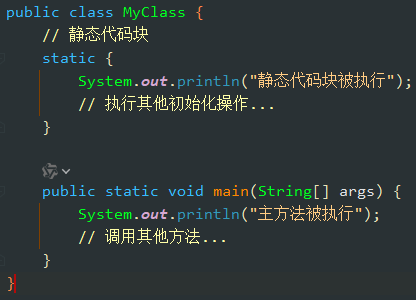 public class MyClass {
    // 静态代码块
    static {
        System.out.println("静态代码块被执行");
        // 执行其他初始化操作...
    }
    public static void main(String[] args) {
        System.out.println("主方法被执行");
        // 调用其他方法...
    }
}